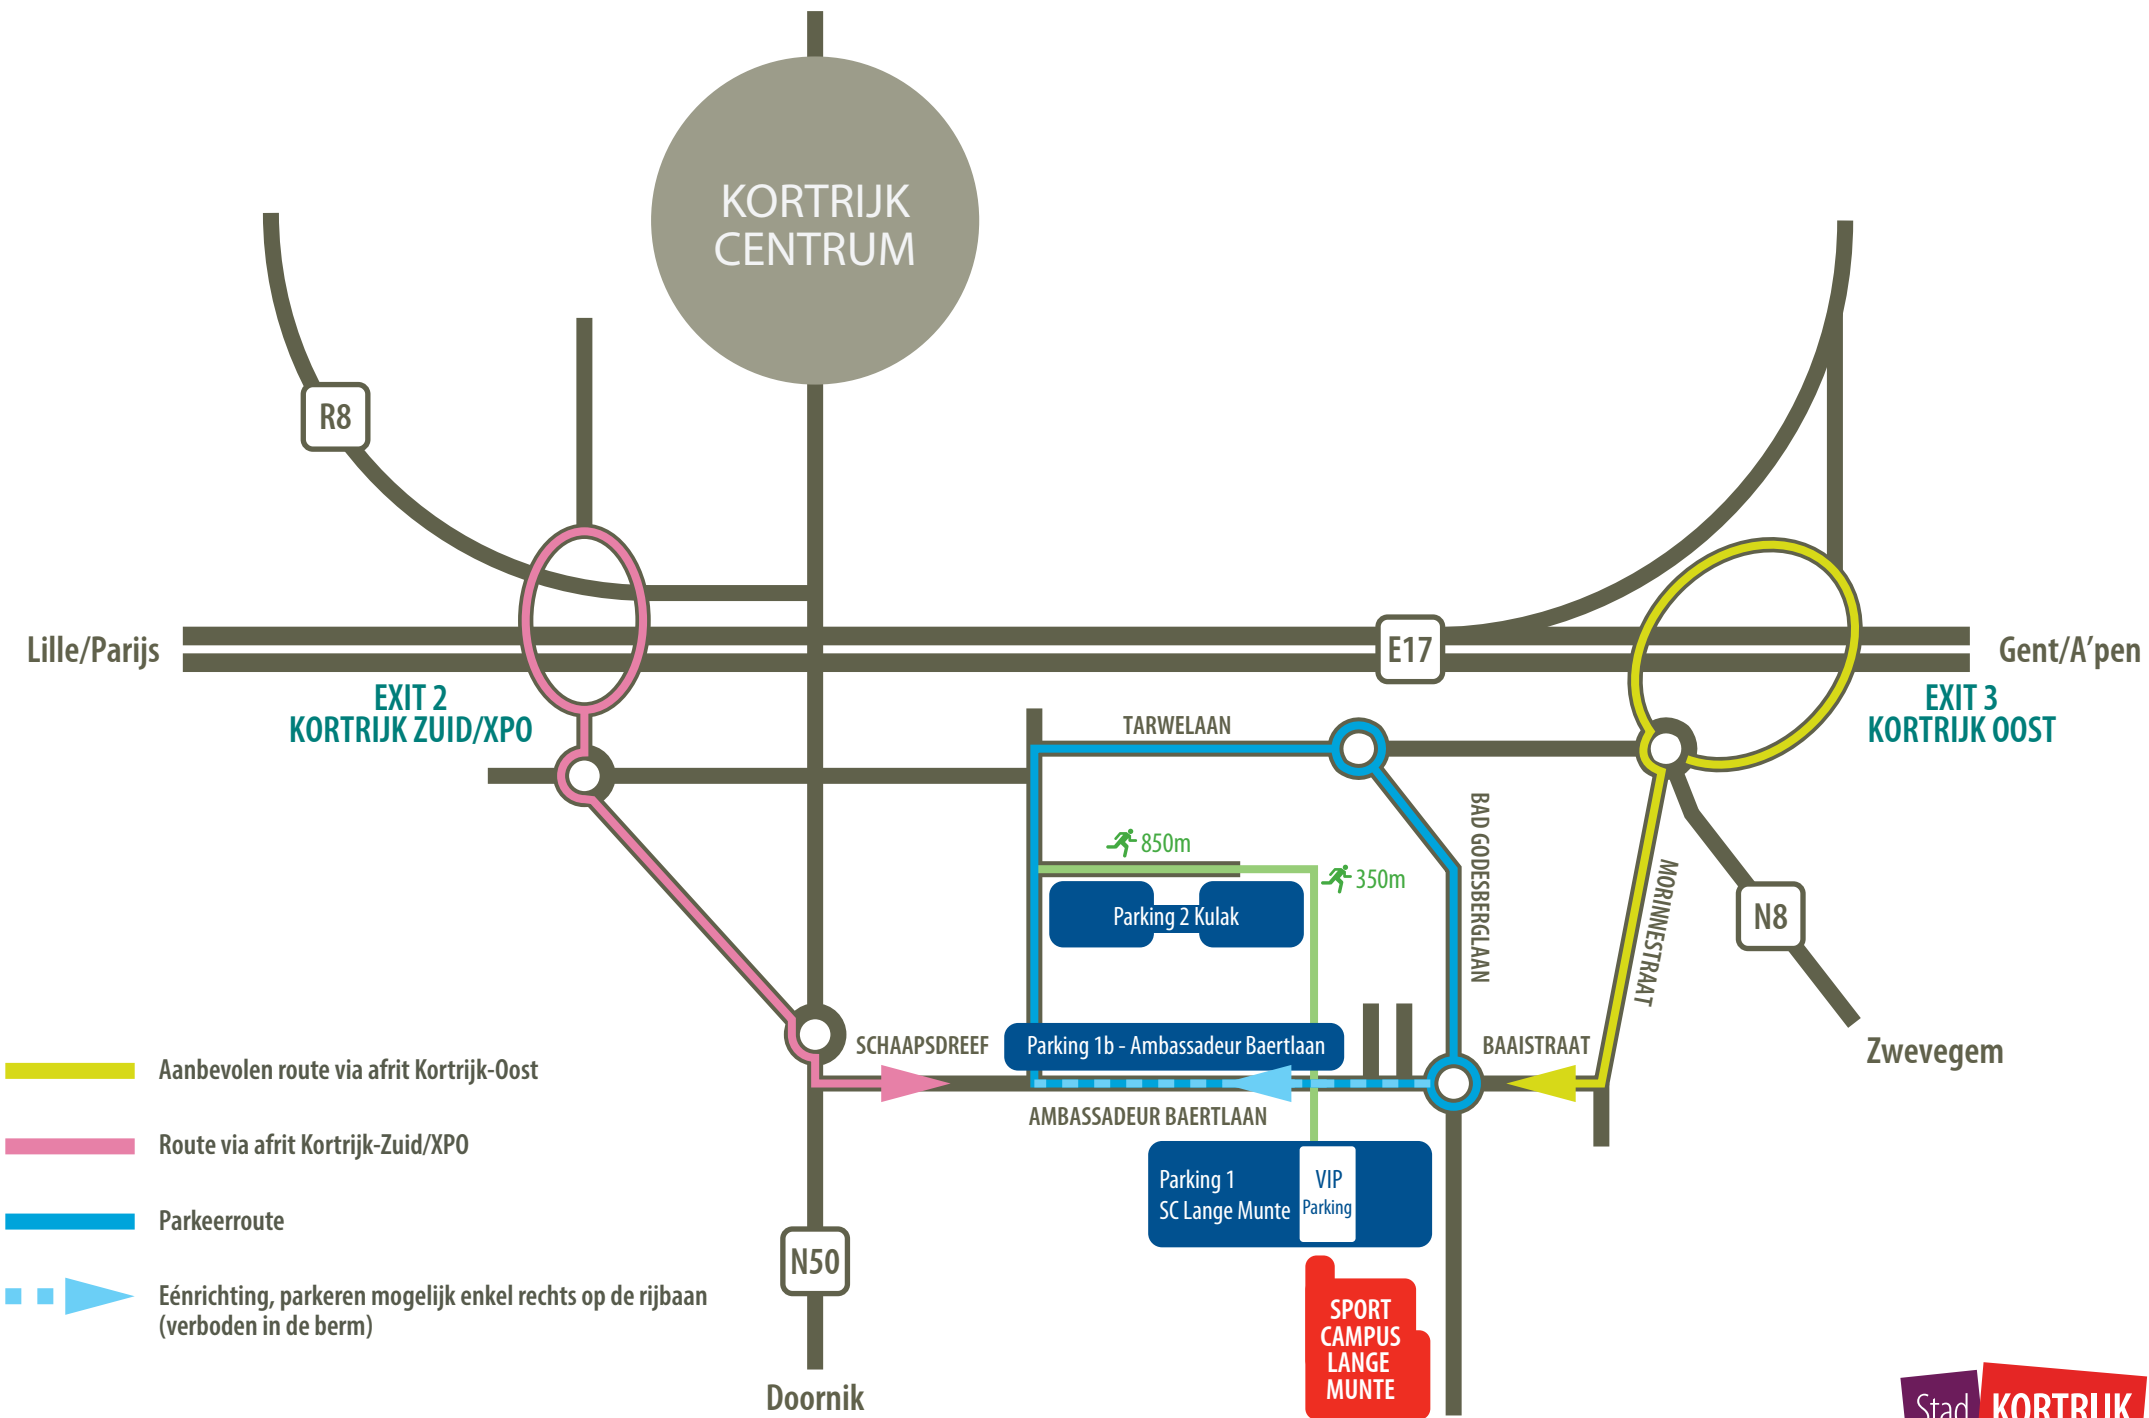 KORTRIJK
CENTRUM
R8
Lille/Parijs
E17
Gent/A'pen
EXIT 2
KORTRIJK ZUID/XPO
EXIT 3
KORTRIJK OOST
TARWELAAN
BAD GODESBERGLAAN
850m
350m
MORINNESTRAAT
Parking 2 Kulak
N8
SCHAAPSDREEF
Parking 1b - Ambassadeur Baertlaan
BAAISTRAAT
Zwevegem
AMBASSADEUR BAERTLAAN
Parking 1
SC Lange Munte
VIP
Parking
N50
SPORT
CAMPUS
LANGE
MUNTE
Doornik
Aanbevolen route via afrit Kortrijk-Oost
Route via afrit Kortrijk-Zuid/XPO
Parkeerroute
Eénrichting, parkeren mogelijk enkel rechts op de rijbaan
(verboden in de berm)
Stad KORTRIJK